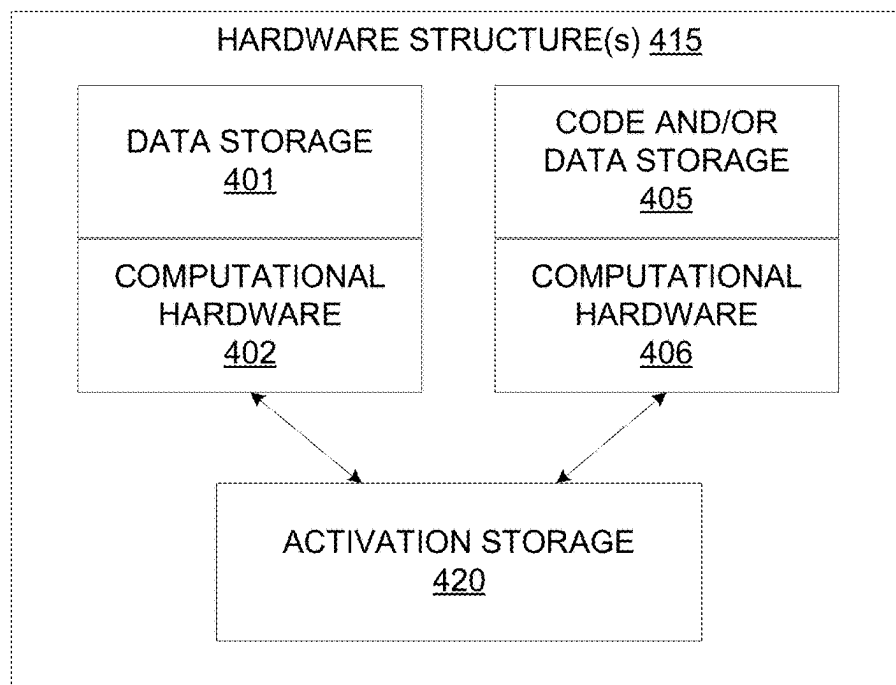 HARDWARE STRUCTURE(s) 415
DATA STORAGE
401
CODE AND/OR
DATA STORAGE
405
COMPUTATIONAL
HARDWARE
402
COMPUTATIONAL
HARDWARE
406
ACTIVATION STORAGE
420